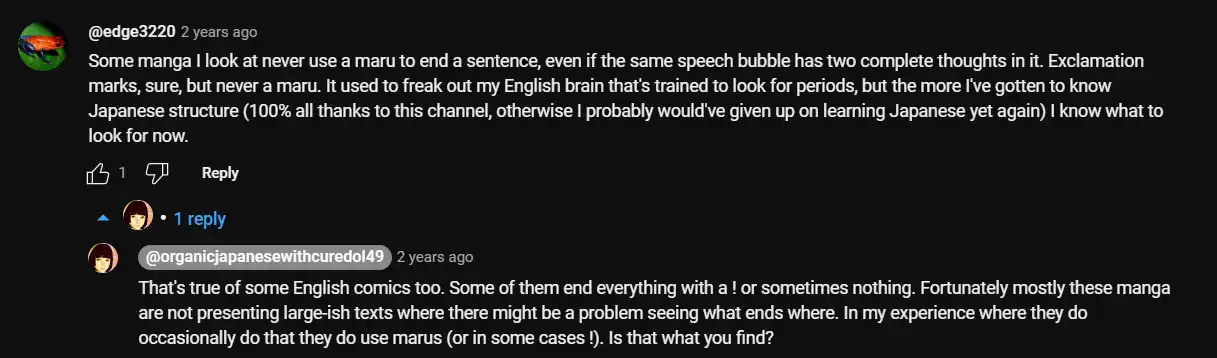 @edge3220 2 years ago
Some manga I look at never use a maru to end a sentence, even if the same speech bubble has two complete thoughts in it. Exclamation
marks, sure, but never a maru. It used to freak out my English brain that's trained to look for periods, but the more I've gotten to know
Japanese structure (100% all thanks to this channel, otherwise I probably would've given up on learning Japanese yet again) I know what to
look for now.
1 Reply
• 1 reply
@organicjapanesewithcuredol49 2 years ago
That's true of some English comics too. Some of them end everything with a ! or sometimes nothing. Fortunately mostly these manga
are not presenting large-ish texts where there might be a problem seeing what ends where. In my experience where they do
occasionally do that they do use marus (or in some cases !). Is that what you find?